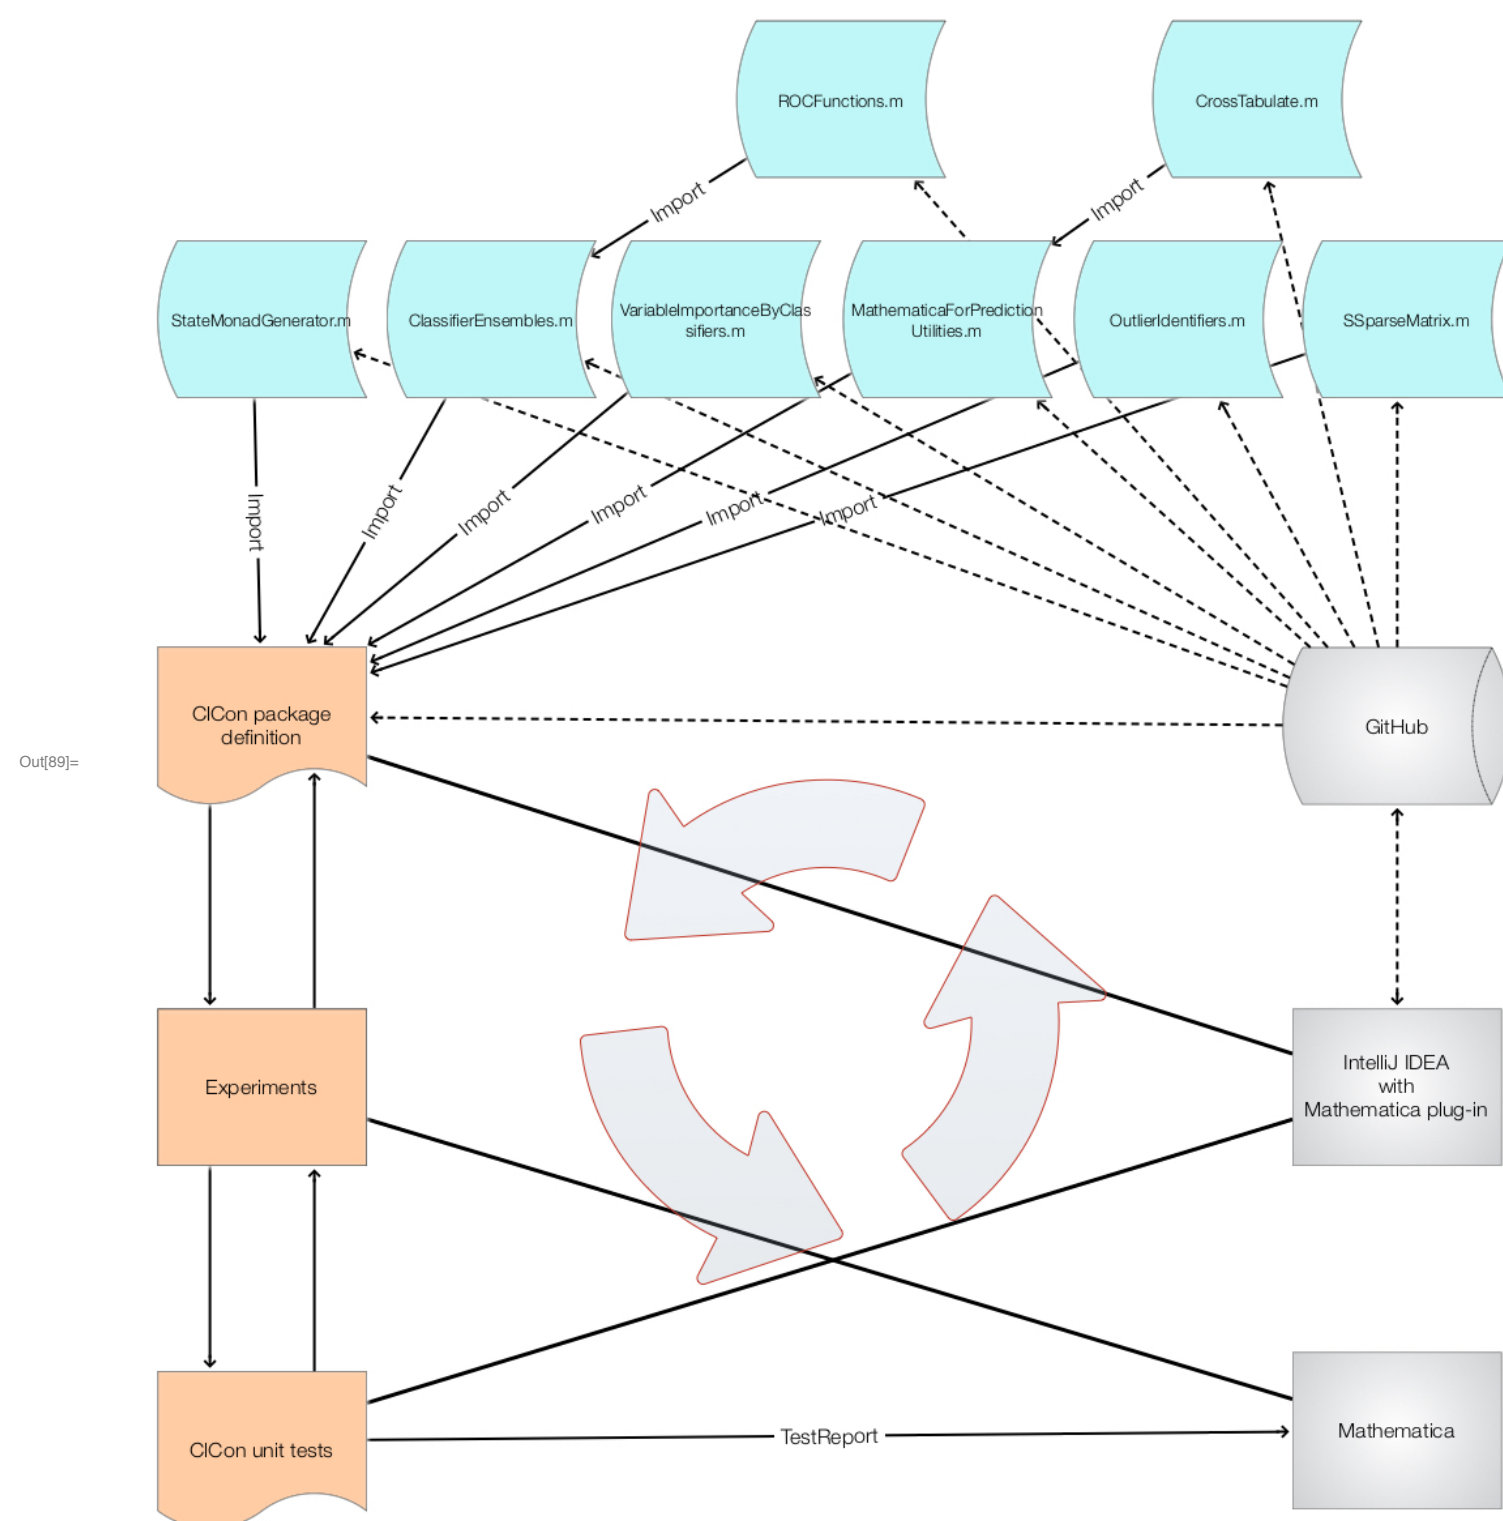 ROCFunctions.m
CrossTabulate.m
Import
Import
StateMonadGenerator.m
ClassifierEnsembles.m
VariableImportanceByClas
sifiers.m
MathematicaForPrediction
Utilities.m
OutlierIdentifiers.m
SSparseMatrix.m
Import
Import
Import
Import
Import
Import
ClCon package
definition
GitHub
Out[89]=
Experiments
IntelliJ IDEA
with
Mathematica plug-in
ClCon unit tests
TestReport
Mathematica